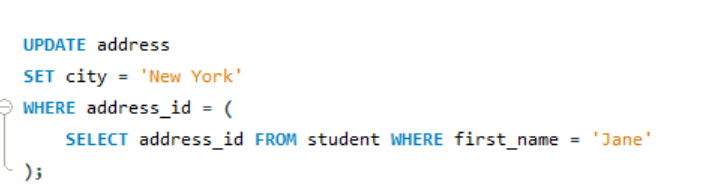 UPDATE address
SET city = 'New York'
WHERE address_id = (
SELECT address_id FROM student WHERE first_name = 'Jane'
);